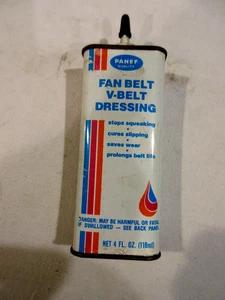 PANEF
FAN BELT
V-BELT
DRESSING
stops squeaking
• cures slipping
saves wear •
• prolongs belt life
DANGER: MAY BE HARMFUL OR FATAL
IF SWALLOWED — SEE BACK PANEL
NET 4 FL. OZ. (118ml)